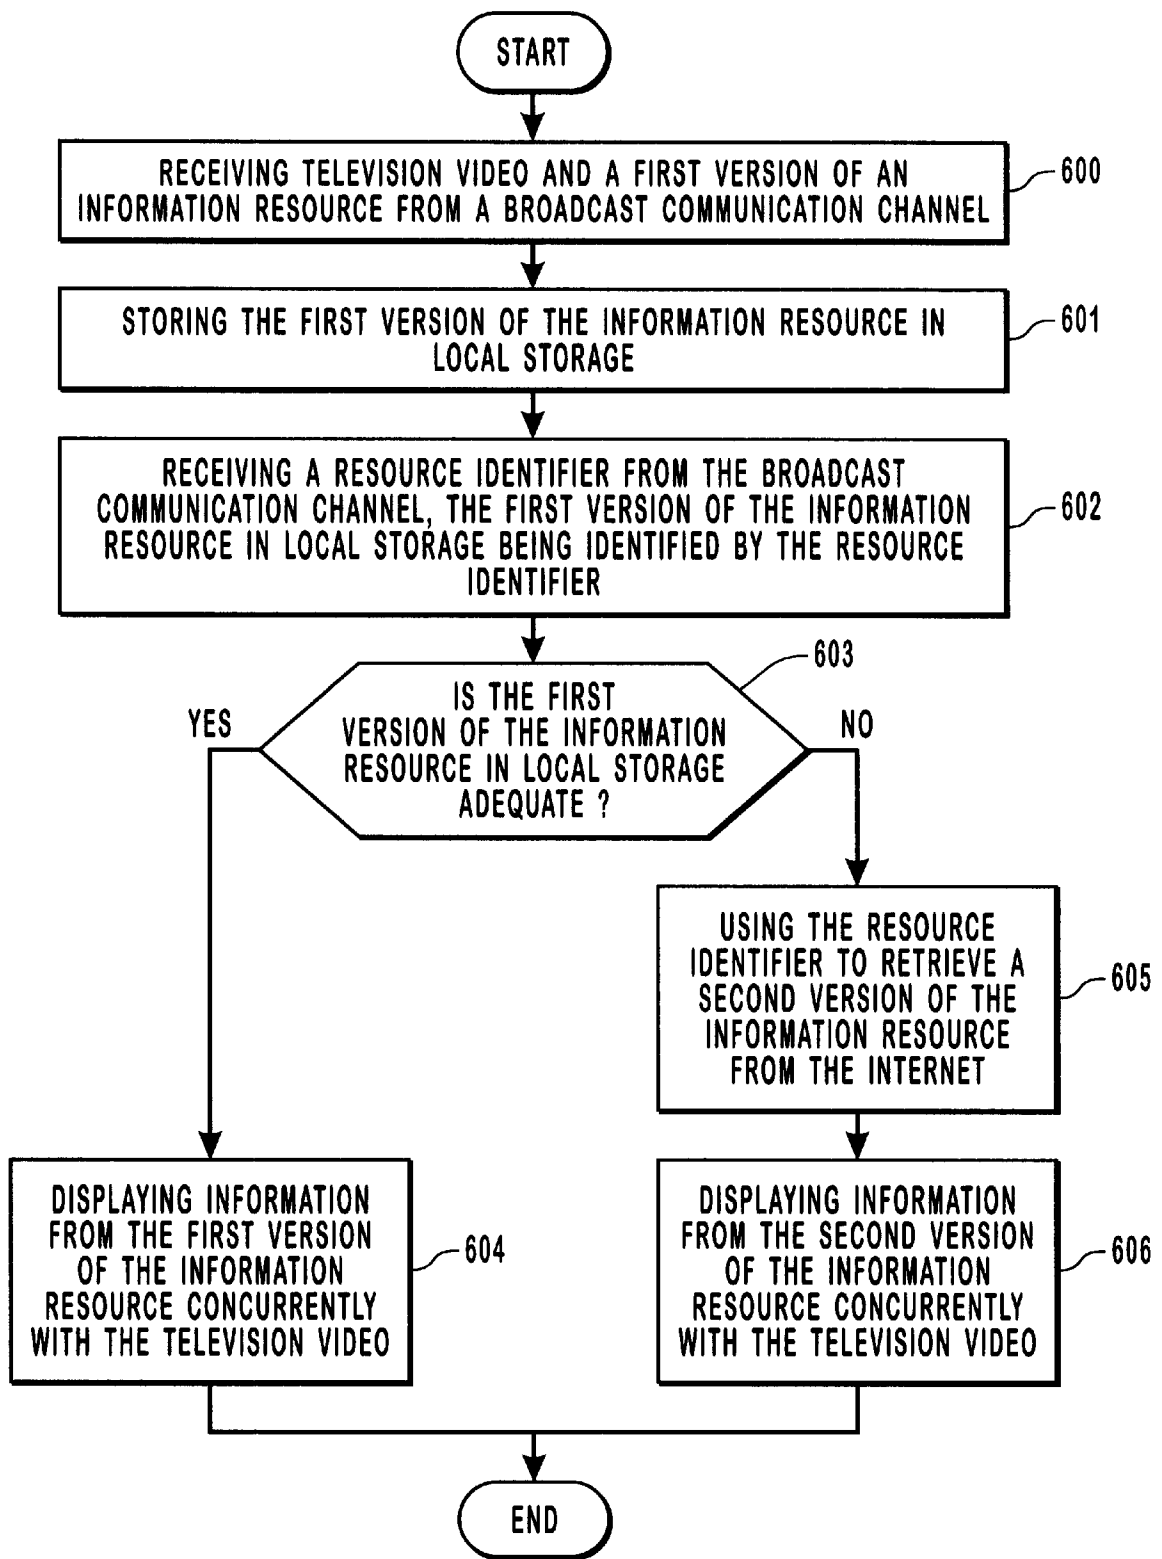 START
RECEIVING TELEVISION VIDEO AND A FIRST VERSION OF AN
INFORMATION RESOURCE FROM A BROADCAST COMMUNICATION CHANNEL
600
STORING THE FIRST VERSION OF THE INFORMATION RESOURCE IN
LOCAL STORAGE
601
RECEIVING A RESOURCE IDENTIFIER FROM THE BROADCAST
COMMUNICATION CHANNEL, THE FIRST VERSION OF THE INFORMATION
RESOURCE IN LOCAL STORAGE BEING IDENTIFIED BY THE RESOURCE
IDENTIFIER
602
603
IS THE FIRST
VERSION OF THE INFORMATION
RESOURCE IN LOCAL STORAGE
ADEQUATE ?
YES
NO
USING THE RESOURCE
IDENTIFIER TO RETRIEVE A
SECOND VERSION OF THE
INFORMATION RESOURCE
FROM THE INTERNET
605
DISPLAYING INFORMATION
FROM THE FIRST VERSION
OF THE INFORMATION
RESOURCE CONCURRENTLY
WITH THE TELEVISION VIDEO
604
DISPLAYING INFORMATION
FROM THE SECOND VERSION
OF THE INFORMATION
RESOURCE CONCURRENTLY
WITH THE TELEVISION VIDEO
606
END